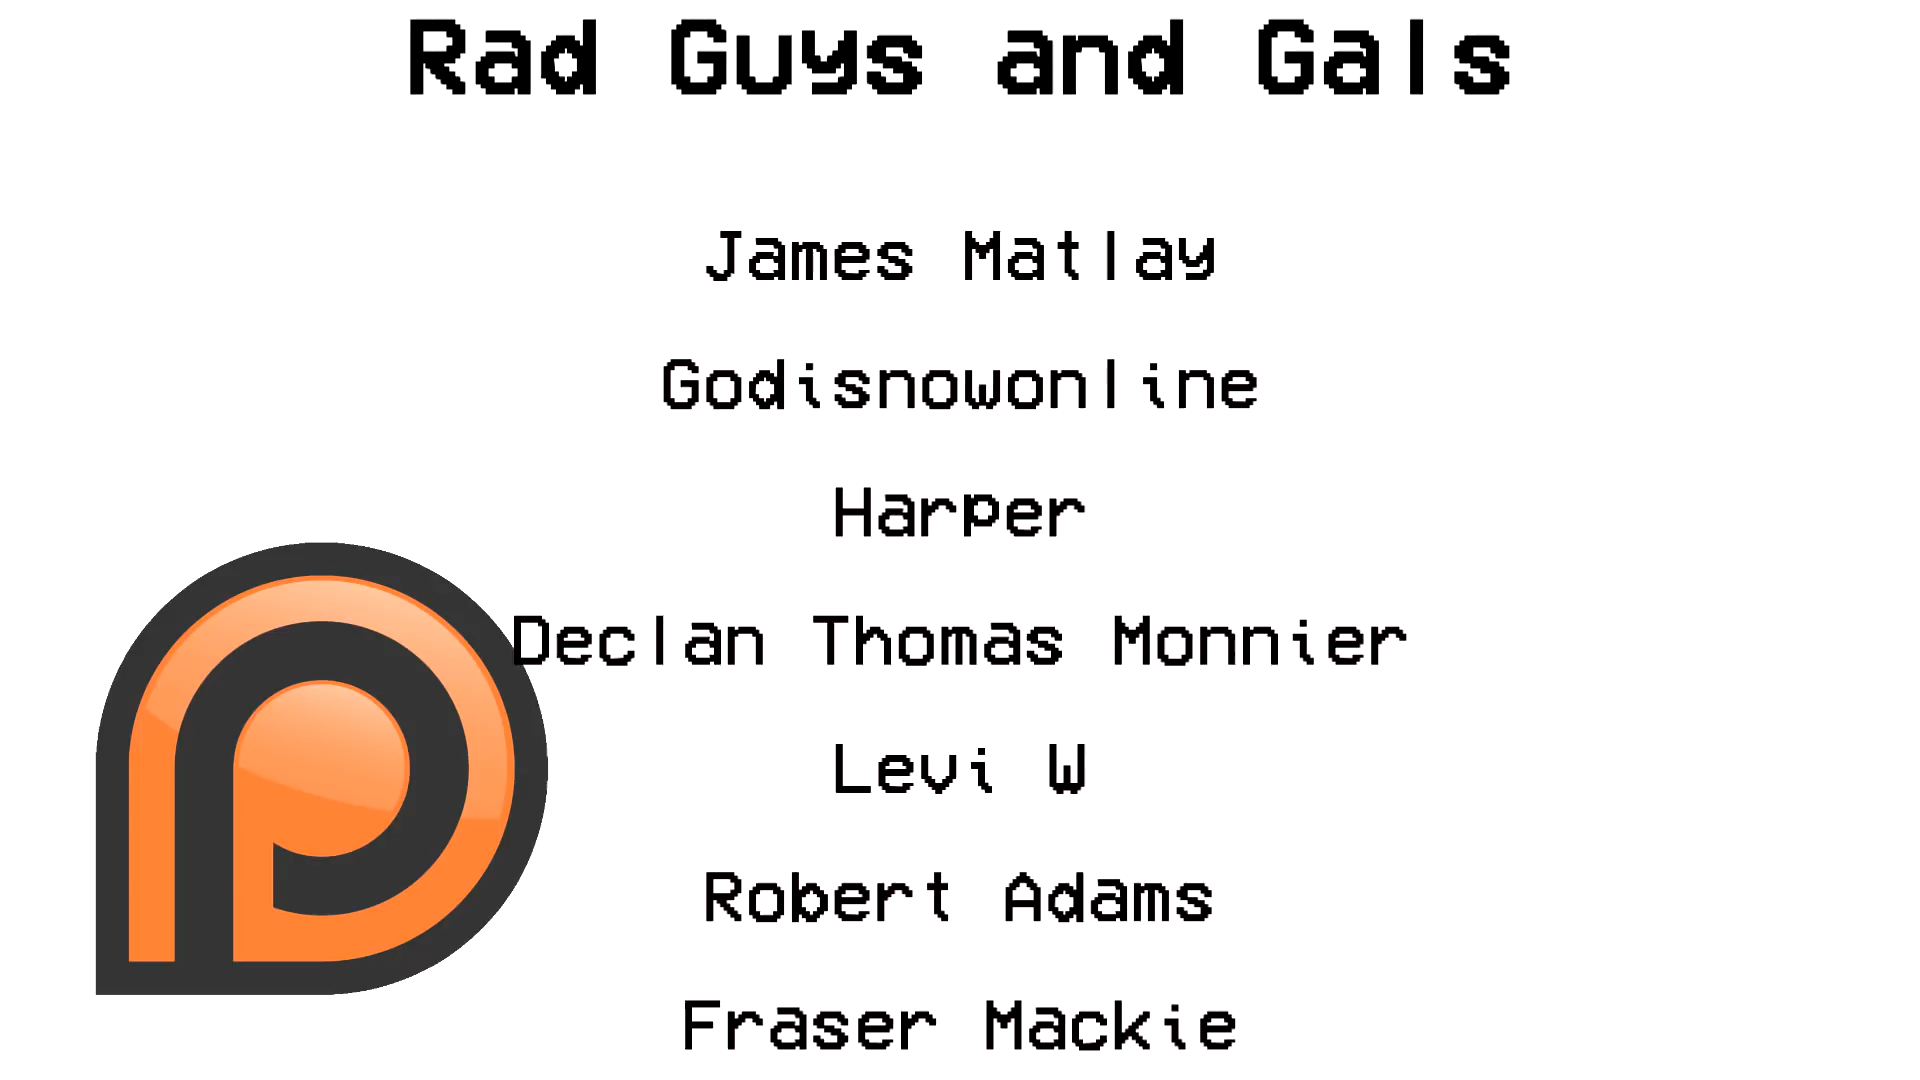 Rad Guys and Gals
James Matlay
Godisnowonline
Harper
Declan Thomas Monnier
Levi W
Robert Adams
Fraser Mackie